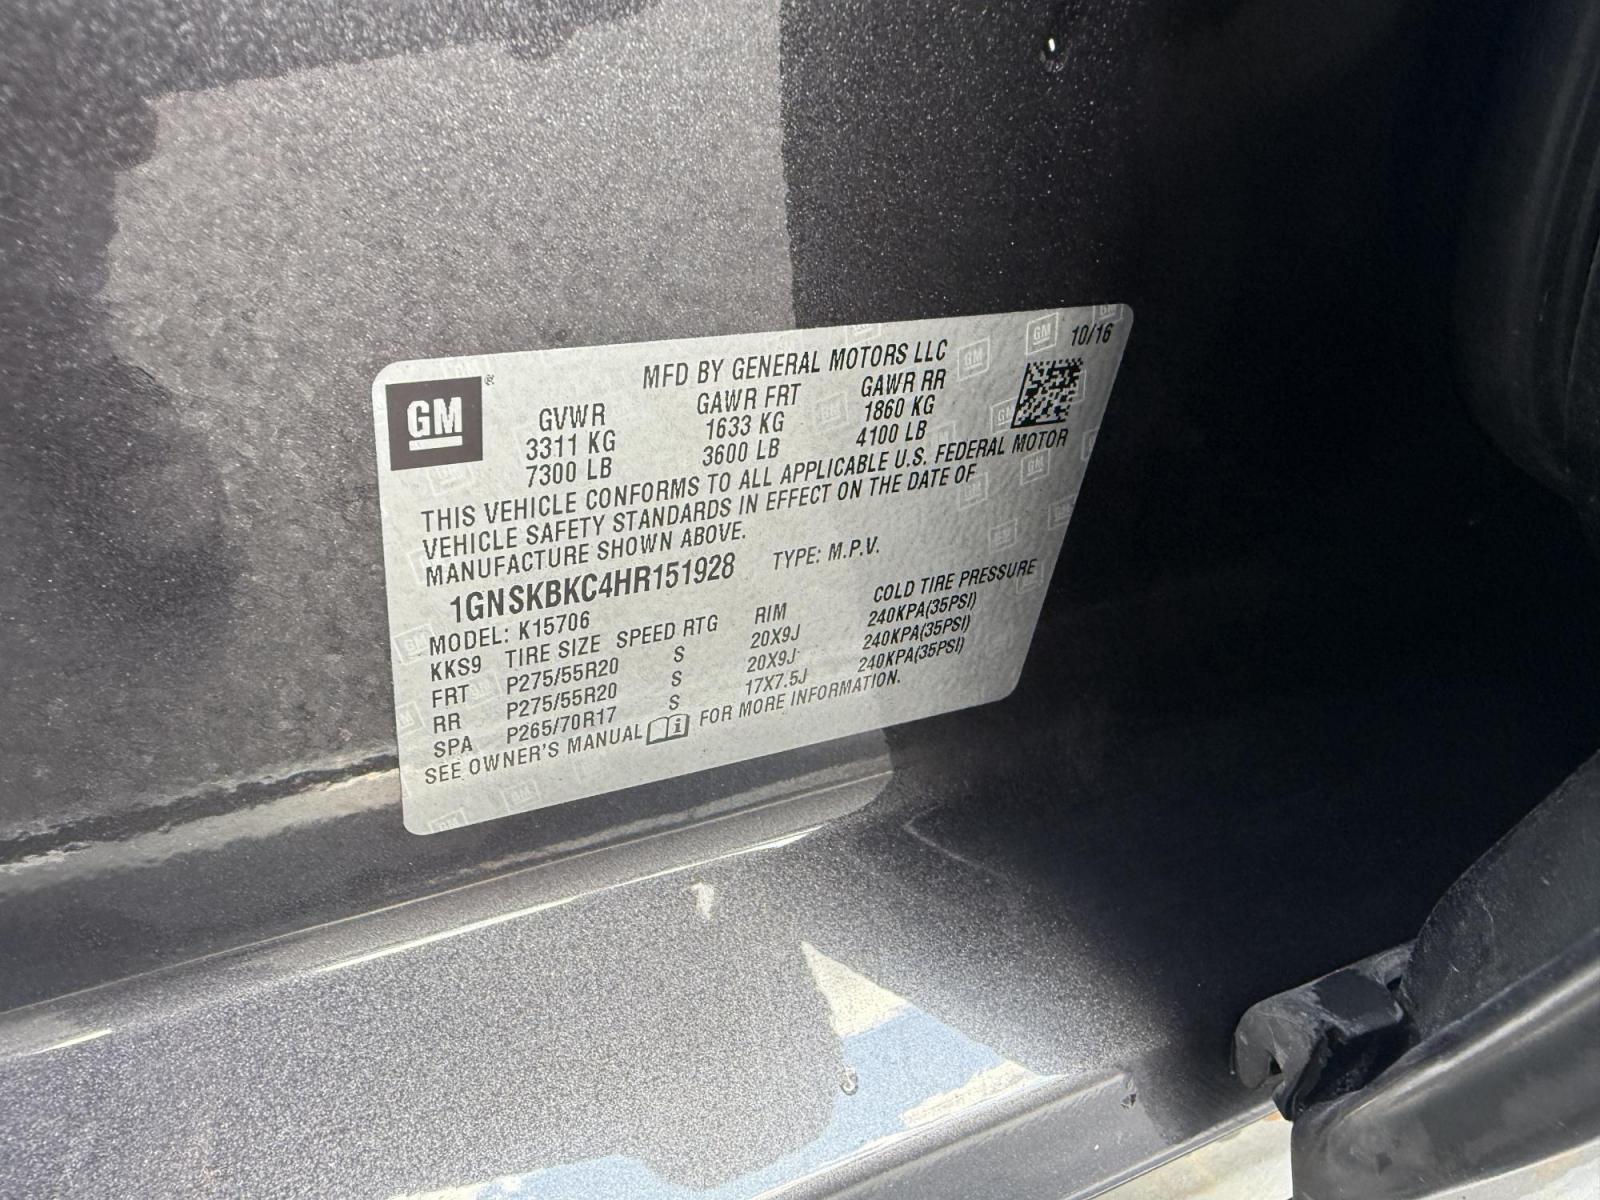 GM®
MFD BY GENERAL MOTORS LLC
10/16
GVWR GAWR FRT GAWR RR
3311 KG 1633 KG 1860 KG
7300 LB 3600 LB 4100 LB
THIS VEHICLE CONFORMS TO ALL APPLICABLE U.S. FEDERAL MOTOR
VEHICLE SAFETY STANDARDS IN EFFECT ON THE DATE OF
MANUFACTURE SHOWN ABOVE.
1GNSKBKC4HR151928 TYPE: M.P.V.
MODEL: K15706
KKS9 TIRE SIZE SPEED RTG RIM COLD TIRE PRESSURE
FRT P275/55R20 S 20X9J 240KPA(35PSI)
RR P275/55R20 S 20X9J 240KPA(35PSI)
SPA P265/70R17 S 17X7.5J 240KPA(35PSI)
SEE OWNER'S MANUAL i FOR MORE INFORMATION.